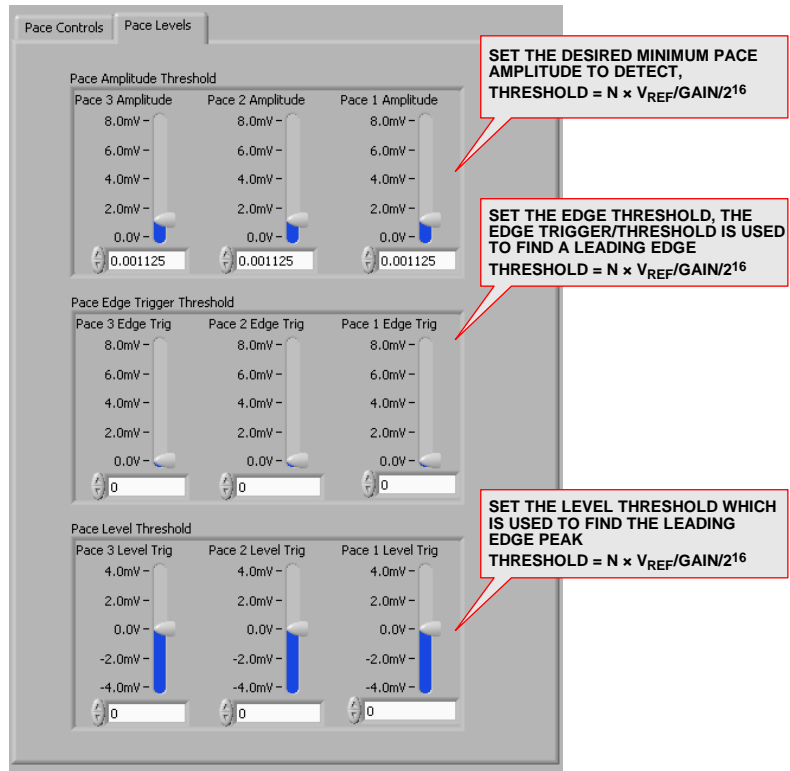 Pace Controls Pace Levels
SET THE DESIRED MINIMUM PACE
AMPLITUDE TO DETECT,
THRESHOLD = N × VREF/GAIN/2¹⁶
Pace Amplitude Threshold
Pace 3 Amplitude Pace 2 Amplitude Pace 1 Amplitude
8.0mV 8.0mV 8.0mV
6.0mV 6.0mV 6.0mV
4.0mV 4.0mV 4.0mV
2.0mV 2.0mV 2.0mV
0.0V 0.0V 0.0V
0.001125 0.001125 0.001125
SET THE EDGE THRESHOLD, THE
EDGE TRIGGER/THRESHOLD IS USED
TO FIND A LEADING EDGE
THRESHOLD = N × VREF/GAIN/2¹⁶
Pace Edge Trigger Threshold
Pace 3 Edge Trig Pace 2 Edge Trig Pace 1 Edge Trig
8.0mV 8.0mV 8.0mV
6.0mV 6.0mV 6.0mV
4.0mV 4.0mV 4.0mV
2.0mV 2.0mV 2.0mV
0.0V 0.0V 0.0V
0 0 0
SET THE LEVEL THRESHOLD WHICH
IS USED TO FIND THE LEADING
EDGE PEAK
THRESHOLD = N × VREF/GAIN/2¹⁶
Pace Level Threshold
Pace 3 Level Trig Pace 2 Level Trig Pace 1 Level Trig
4.0mV 4.0mV 4.0mV
2.0mV 2.0mV 2.0mV
0.0V 0.0V 0.0V
-2.0mV -2.0mV -2.0mV
-4.0mV -4.0mV -4.0mV
0 0 0